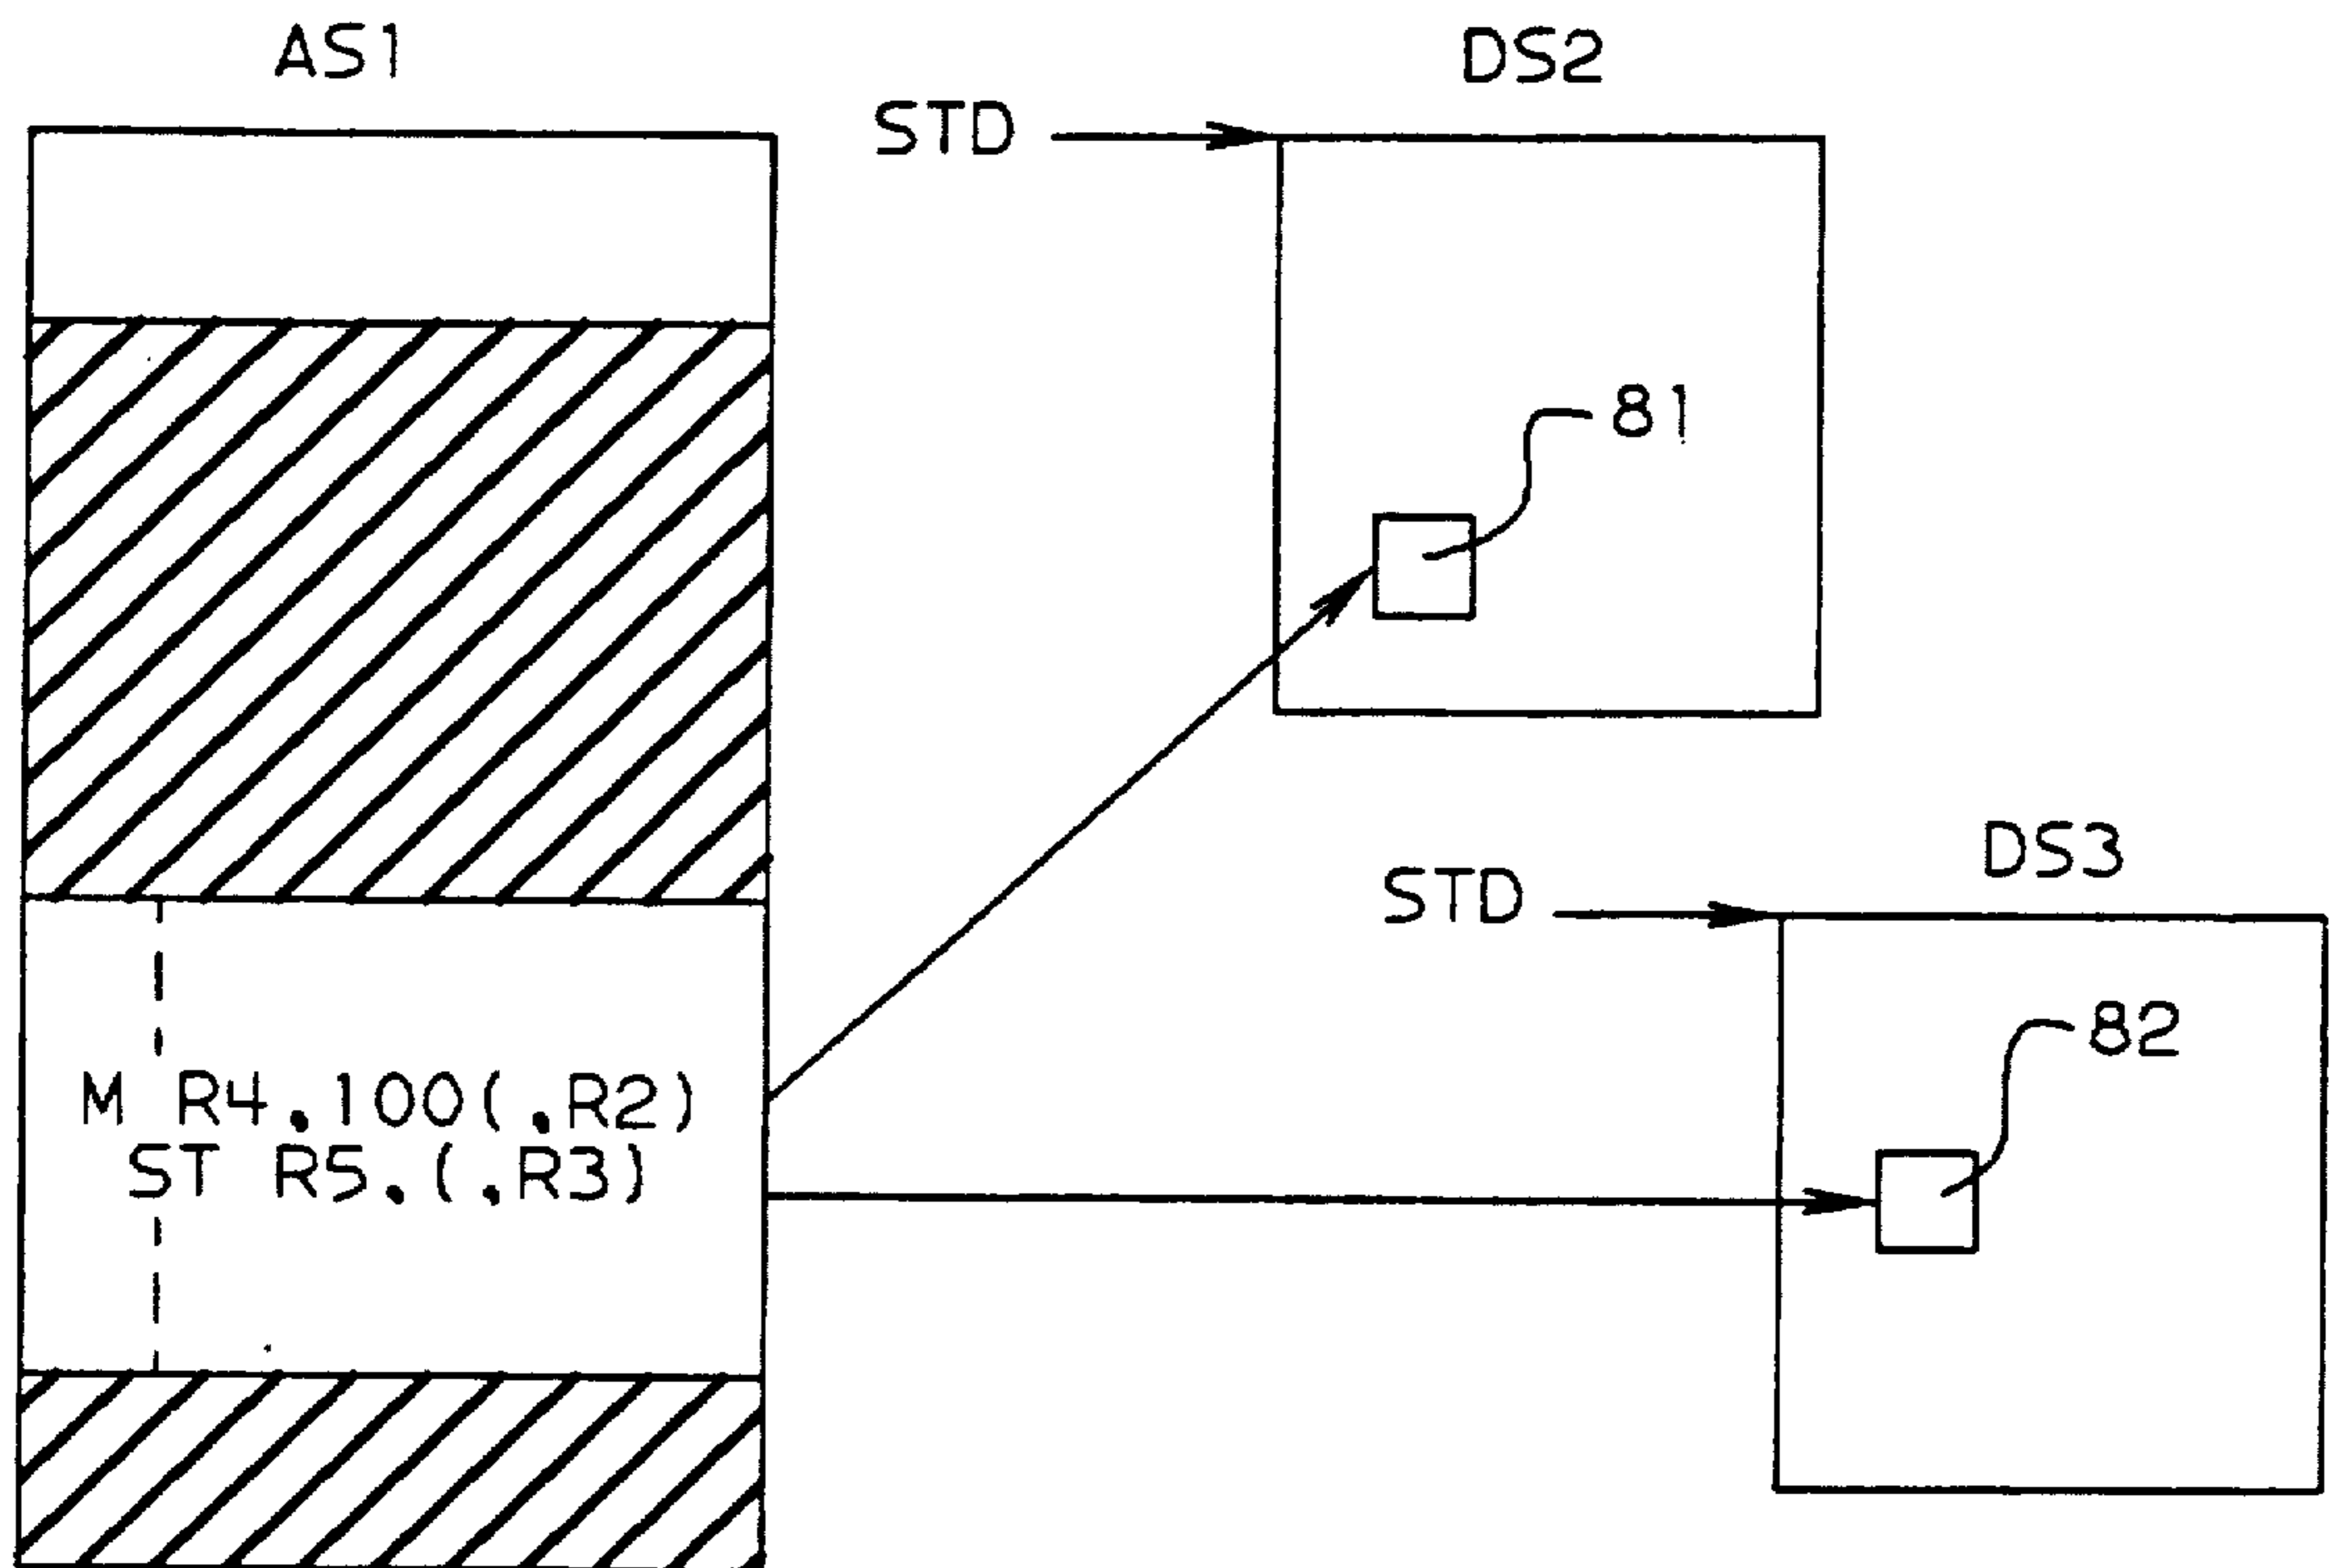 AS1
DS2
STD
81
DS3
STD
82
M R4.100(.R2)
ST R5.(.R3)